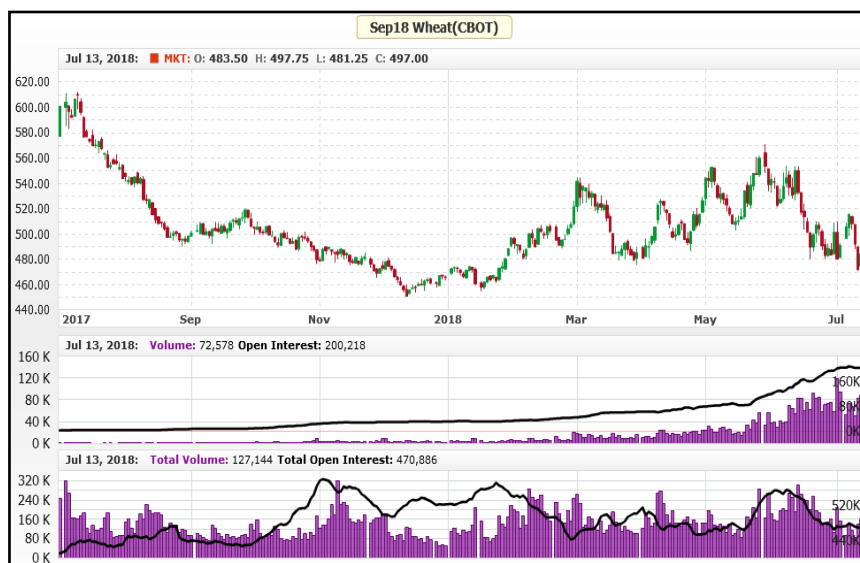 Sep18 Wheat(CBOT)
Jul 13, 2018: MKT: O: 483.50 H: 497.75 L: 481.25 C: 497.00
620.00
600.00
580.00
560.00
540.00
520.00
500.00
480.00
460.00
440.00
2017 Sep Nov 2018 Mar May Jul
Jul 13, 2018: Volume: 72,578 Open Interest: 200,218
160 K
120 K
80 K
40 K
0 K
160K
80K
0K
Jul 13, 2018: Total Volume: 127,144 Total Open Interest: 470,886
320 K
240 K
160 K
80 K
0 K
520K
440K